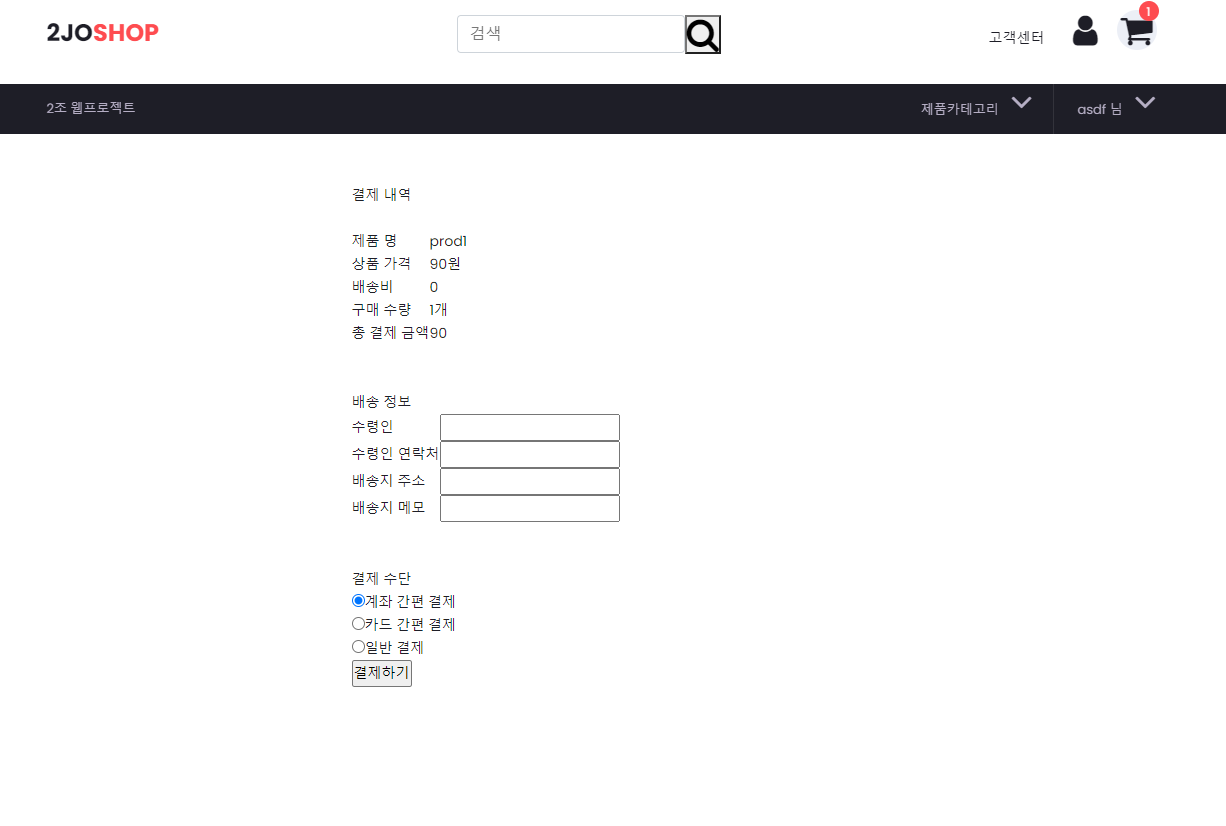 2JOSHOP
검색
고객센터
1
2조 웹프로젝트
제품카테고리
asdf 님
결제 내역
제품 명 prod1
상품 가격 90원
배송비 0
구매 수량 1개
총 결제 금액90
배송 정보
수령인
수령인 연락처
배송지 주소
배송지 메모
결제 수단
계좌 간편 결제
카드 간편 결제
일반 결제
결제하기